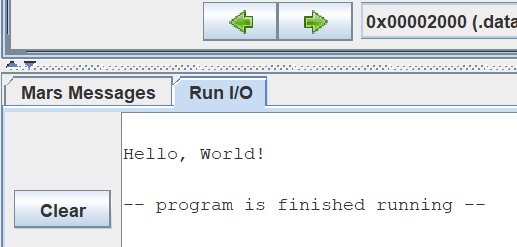 0x00002000 (.data
Mars Messages
Run I/O
Hello, World!
Clear
-- program is finished running --